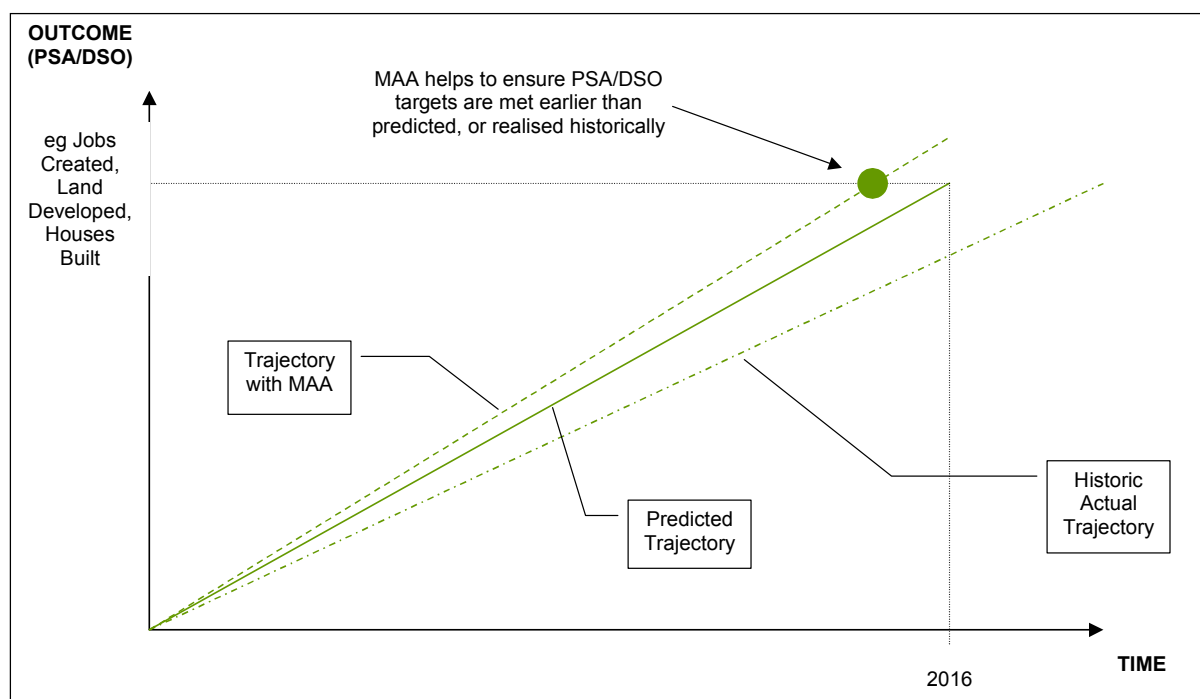 OUTCOME
(PSA/DSO)
MAA helps to ensure PSA/DSO
targets are met earlier than
predicted, or realised historically
eg Jobs
Created,
Land
Developed,
Houses
Built
Trajectory
with MAA
Predicted
Trajectory
Historic
Actual
Trajectory
TIME
2016